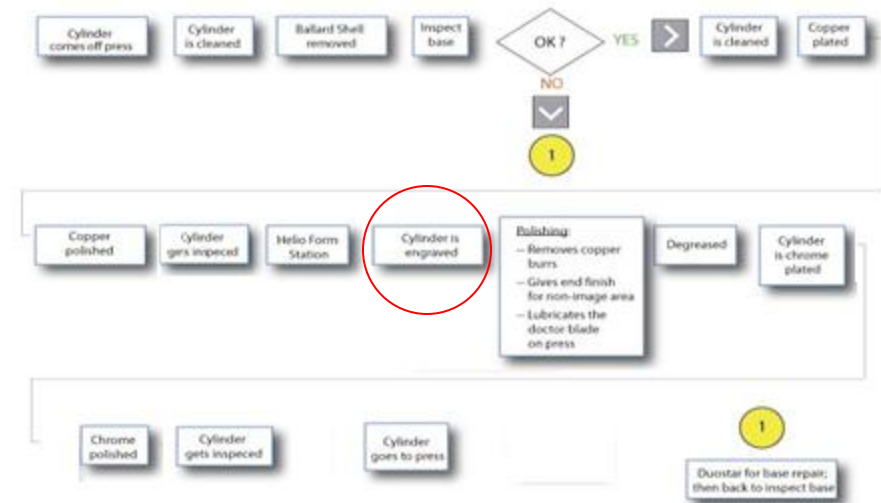 Cylinder
comes off press
Cylinder
is cleaned
Ballard Shell
removed
Inspect
base
OK ?
YES
Cylinder
is cleaned
Copper
plated
NO
1
Copper
polished
Cylinder
gets inspeced
Helio Form
Station
Cylinder is
engraved
Polishing:
— Removes copper
burrs
— Gives end finish
for non-image area
— Lubricates the
doctor blade
on press
Degreased
Cylinder
is chrome
plated
Chrome
polished
Cylinder
gets inspeced
Cylinder
goes to press
1
Duostar for base repair;
then back to inspect base